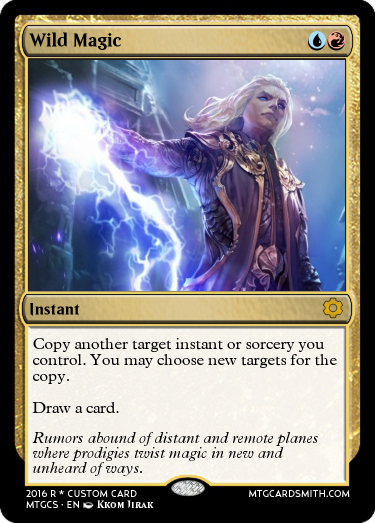 Wild Magic
Instant
Copy another target instant or sorcery you
control. You may choose new targets for the
copy.
Draw a card.
Rumors abound of distant and remote planes
where prodigies twist magic in new and
unheard of ways.
2016 R * CUSTOM CARD
MTGCS · EN KKOM JIRAK
MTGCARDSMITH.COM